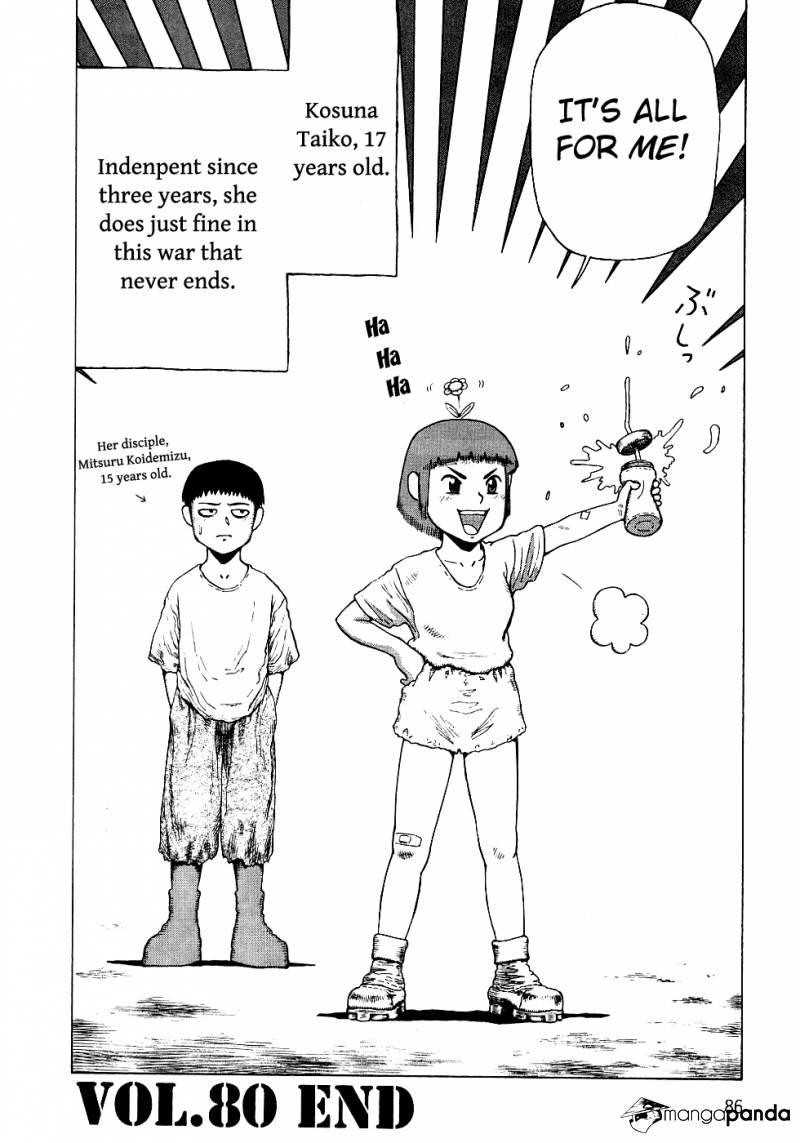 IT'S ALL
FOR ME!
Kosuna
Taiko, 17
years old.
Indenpent since
three years, she
does just fine in
this war that
never ends.
ぶしっ
Ha
Ha
Ha
Her disciple,
Mitsuru Koidemizu,
15 years old.
VOL.80 END
86
mangapanda